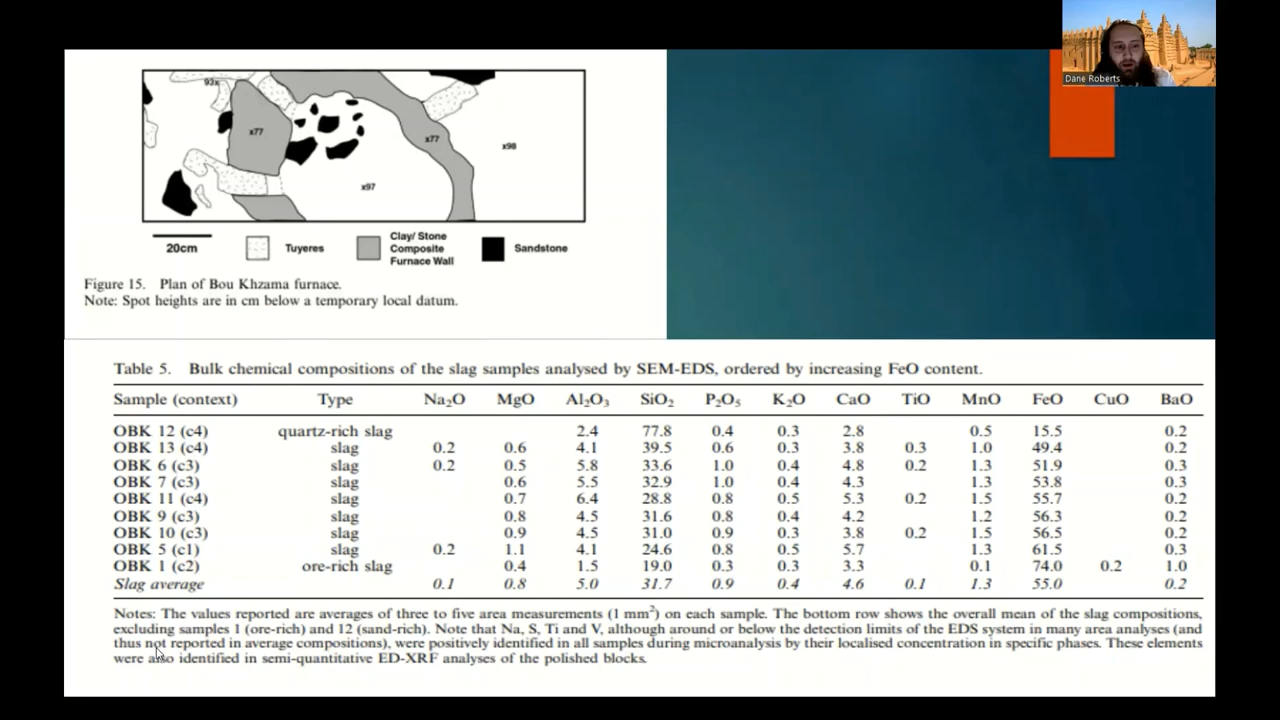 Dane Roberts
93x
x77
x77
x98
x97
20cm
Tuyeres
Clay/ Stone
Composite
Furnace Wall
Sandstone
Figure 15. Plan of Bou Khzama furnace.
Note: Spot heights are in cm below a temporary local datum.
Table 5. Bulk chemical compositions of the slag samples analysed by SEM-EDS, ordered by increasing FeO content.
Sample (context) Type Na₂O MgO Al₂O₃ SiO₂ P₂O₅ K₂O CaO TiO MnO FeO CuO BaO
OBK 12 (c4) quartz-rich slag 2.4 77.8 0.4 0.3 2.8 0.5 15.5 0.2
OBK 13 (c4) slag 0.2 0.6 4.1 39.5 0.6 0.3 3.8 0.3 1.0 49.4 0.2
OBK 6 (c3) slag 0.2 0.5 5.8 33.6 1.0 0.4 4.8 0.2 1.3 51.9 0.3
OBK 7 (c3) slag 0.6 5.5 32.9 1.0 0.4 4.3 1.3 53.8 0.3
OBK 11 (c4) slag 0.7 6.4 28.8 0.8 0.5 5.3 0.2 1.5 55.7 0.2
OBK 9 (c3) slag 0.8 4.5 31.6 0.8 0.4 4.2 1.2 56.3 0.2
OBK 10 (c3) slag 0.9 4.5 31.0 0.9 0.3 3.8 0.2 1.5 56.5 0.2
OBK 5 (c1) slag 0.2 1.1 4.1 24.6 0.8 0.5 5.7 1.3 61.5 0.3
OBK 1 (c2) ore-rich slag 0.4 1.5 19.0 0.3 0.3 3.3 0.1 74.0 0.2 1.0
Slag average 0.1 0.8 5.0 31.7 0.9 0.4 4.6 0.1 1.3 55.0 0.2
Notes: The values reported are averages of three to five area measurements (1 mm²) on each sample. The bottom row shows the overall mean of the slag compositions,
excluding samples 1 (ore-rich) and 12 (sand-rich). Note that Na, S, Ti and V, although around or below the detection limits of the EDS system in many area analyses (and
thus not reported in average compositions), were positively identified in all samples during microanalysis by their localised concentration in specific phases. These elements
were also identified in semi-quantitative ED-XRF analyses of the polished blocks.